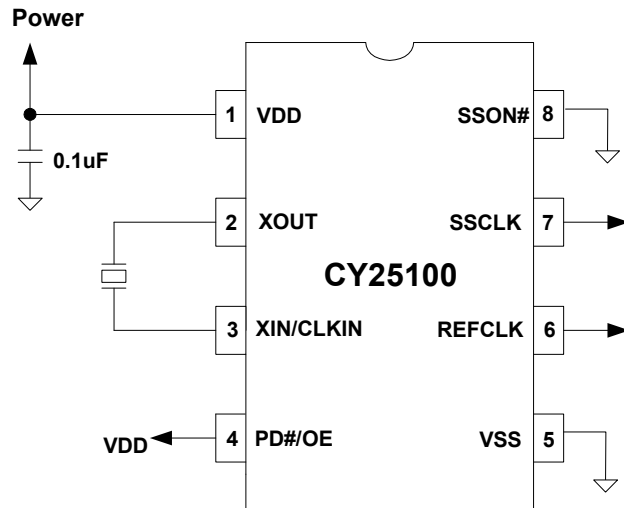 Power
1 VDD SSON# 8
0.1uF
2 XOUT SSCLK 7
CY25100
3 XIN/CLKIN REFCLK 6
VDD 4 PD#/OE VSS 5